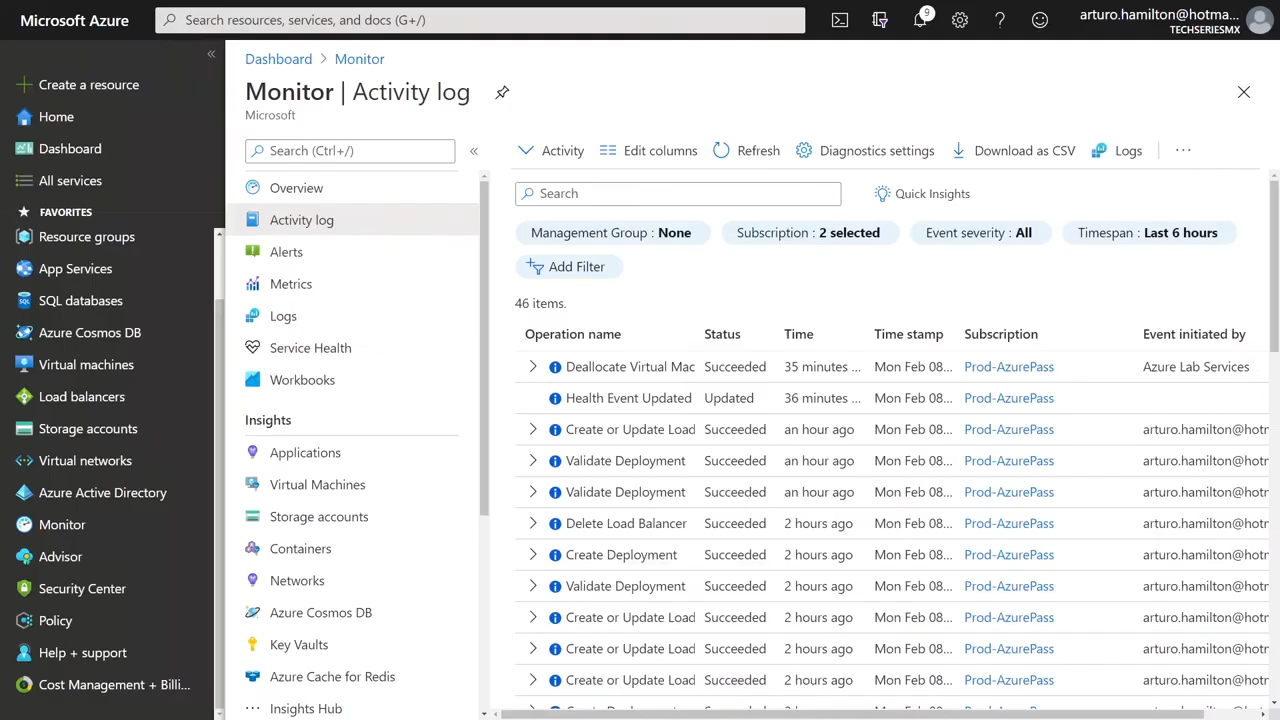 Microsoft Azure
Search resources, services, and docs (G+/)
9
arturo.hamilton@hotma...
TECHSERIESMX
«
Create a resource
Home
Dashboard
All services
FAVORITES
Resource groups
App Services
SQL databases
Azure Cosmos DB
Virtual machines
Load balancers
Storage accounts
Virtual networks
Azure Active Directory
Monitor
Advisor
Security Center
Policy
Help + support
Cost Management + Billi...
Dashboard > Monitor
Monitor | Activity log
Microsoft
Search (Ctrl+/)
«
Overview
Activity log
Alerts
Metrics
Logs
Service Health
Workbooks
Insights
Applications
Virtual Machines
Storage accounts
Containers
Networks
Azure Cosmos DB
Key Vaults
Azure Cache for Redis
Insights Hub
Activity Edit columns Refresh Diagnostics settings Download as CSV Logs ...
Search Quick Insights
Management Group : None Subscription : 2 selected Event severity : All Timespan : Last 6 hours
Add Filter
46 items.
Operation name Status Time Time stamp Subscription Event initiated by
Deallocate Virtual Mac Succeeded 35 minutes ... Mon Feb 08... Prod-AzurePass Azure Lab Services
Health Event Updated Updated 36 minutes ... Mon Feb 08... Prod-AzurePass
Create or Update Load Succeeded an hour ago Mon Feb 08... Prod-AzurePass arturo.hamilton@hotm
Validate Deployment Succeeded an hour ago Mon Feb 08... Prod-AzurePass arturo.hamilton@hotm
Validate Deployment Succeeded an hour ago Mon Feb 08... Prod-AzurePass arturo.hamilton@hotm
Delete Load Balancer Succeeded 2 hours ago Mon Feb 08... Prod-AzurePass arturo.hamilton@hotm
Create Deployment Succeeded 2 hours ago Mon Feb 08... Prod-AzurePass arturo.hamilton@hotm
Validate Deployment Succeeded 2 hours ago Mon Feb 08... Prod-AzurePass arturo.hamilton@hotm
Create or Update Load Succeeded 2 hours ago Mon Feb 08... Prod-AzurePass arturo.hamilton@hotm
Create or Update Load Succeeded 2 hours ago Mon Feb 08... Prod-AzurePass arturo.hamilton@hotm
Create or Update Load Succeeded 2 hours ago Mon Feb 08... Prod-AzurePass arturo.hamilton@hotm